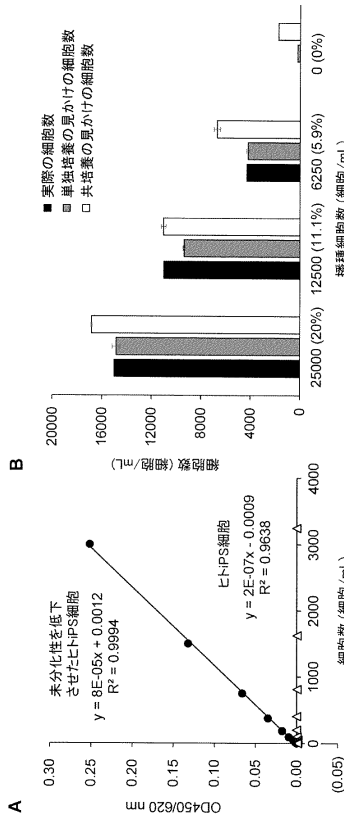 A
OD450/620 nm
0.30
0.25
0.20
0.15
0.10
0.05
0.00
(0.05)
0
1000
2000
3000
4000
細胞数 (細胞/mL)
未分化性を低下
させたヒトiPS細胞
y = 8E-05x + 0.0012
R² = 0.9994
ヒトiPS細胞
y = 2E-07x - 0.0009
R² = 0.9638
B
細胞数 (細胞/mL)
20000
16000
12000
8000
4000
0
実際の細胞数
単独培養の見かけの細胞数
共培養の見かけの細胞数
25000 (20%)
12500 (11.1%)
6250 (5.9%)
0 (0%)
播種細胞数 (細胞/mL)